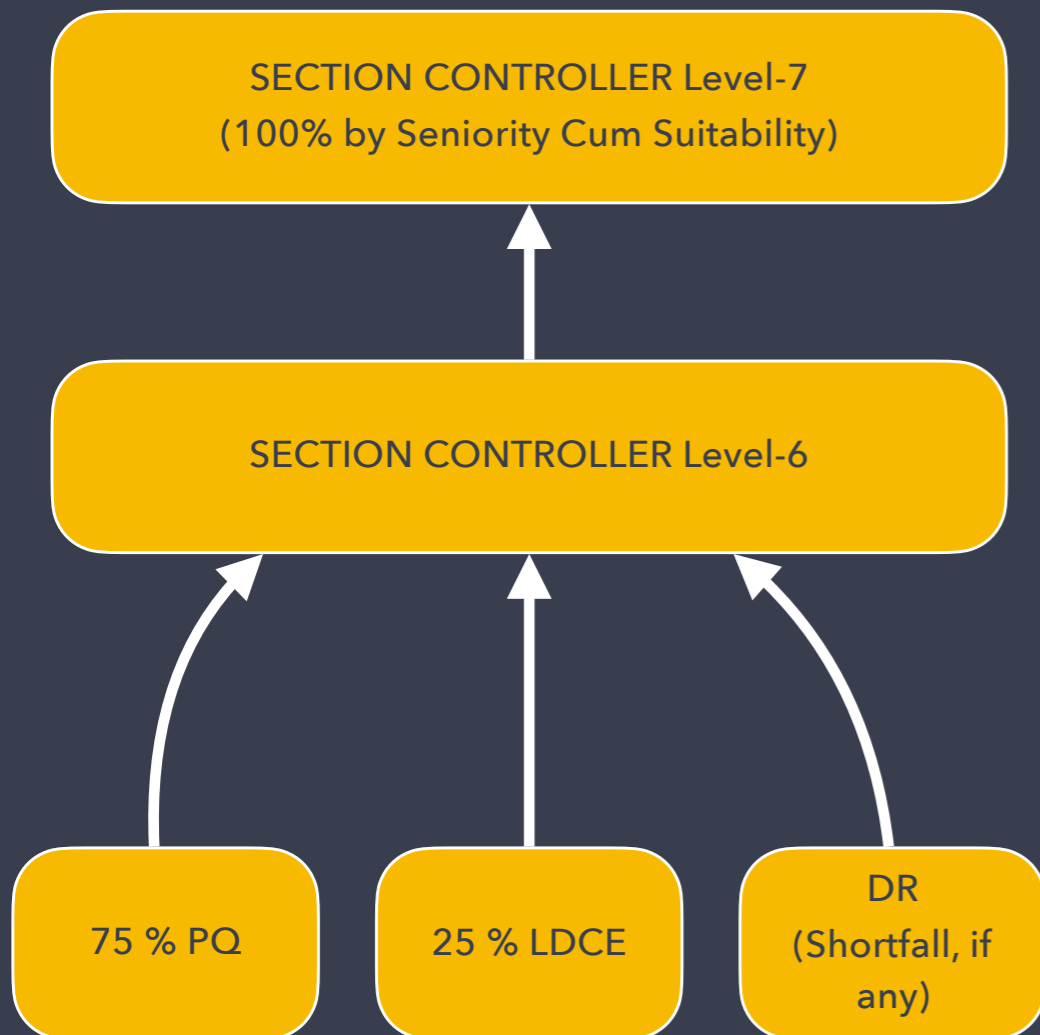 SECTION CONTROLLER Level-7
(100% by Seniority Cum Suitability)
SECTION CONTROLLER Level-6
75 % PQ
25 % LDCE
DR
(Shortfall, if
any)